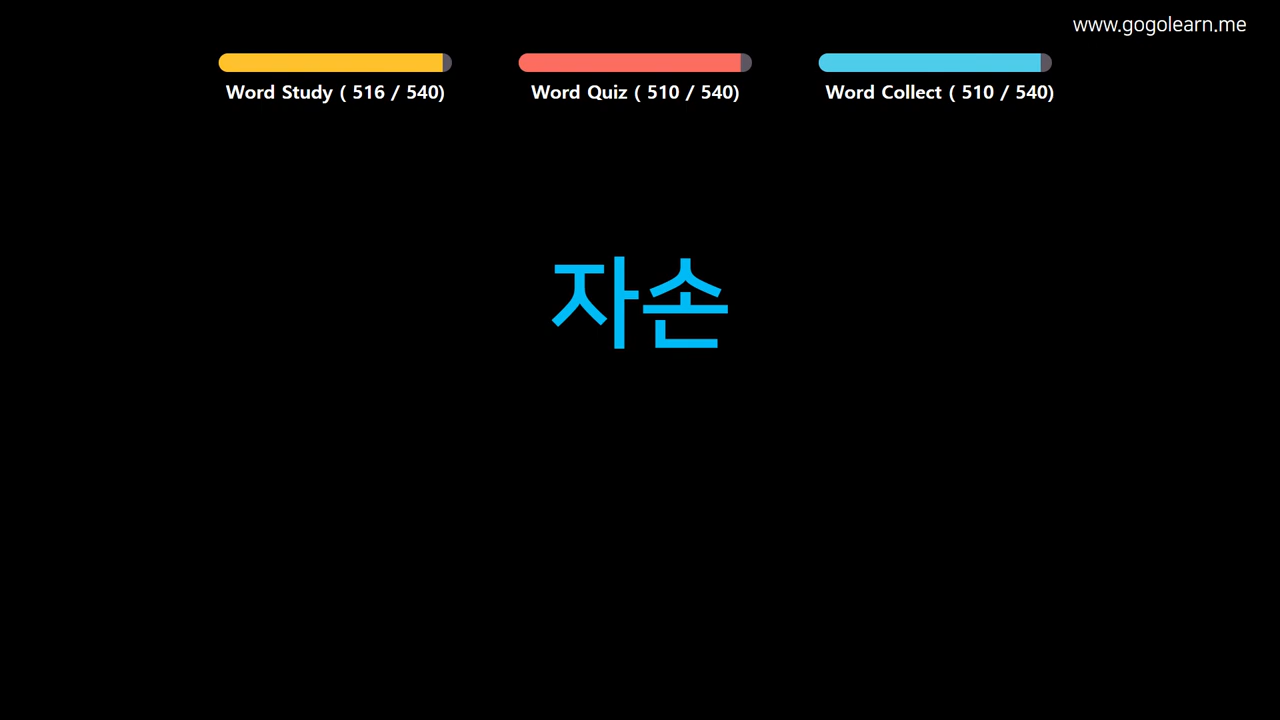 www.gogolearn.me
Word Study ( 516 / 540)
Word Quiz ( 510 / 540)
Word Collect ( 510 / 540)
자손